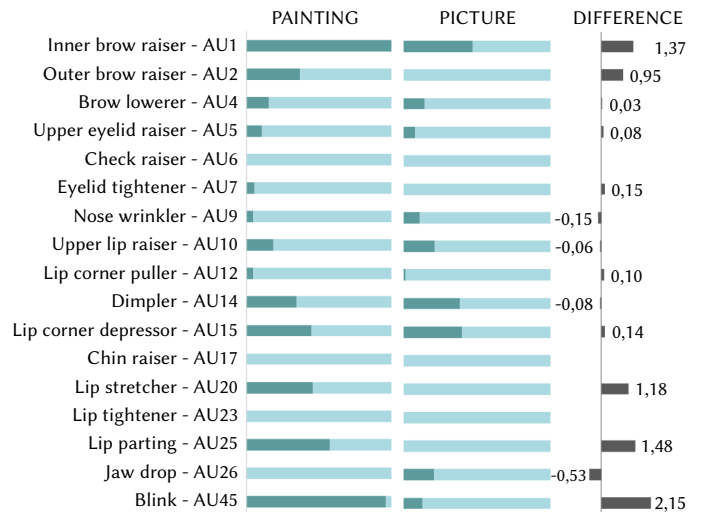 PAINTING PICTURE DIFFERENCE
Inner brow raiser - AU1 1,37
Outer brow raiser - AU2 0,95
Brow lowerer - AU4 0,03
Upper eyelid raiser - AU5 0,08
Check raiser - AU6
Eyelid tightener - AU7 0,15
Nose wrinkler - AU9 -0,15
Upper lip raiser - AU10 -0,06
Lip corner puller - AU12 0,10
Dimpler - AU14 -0,08
Lip corner depressor - AU15 0,14
Chin raiser - AU17
Lip stretcher - AU20 1,18
Lip tightener - AU23
Lip parting - AU25 1,48
Jaw drop - AU26 -0,53
Blink - AU45 2,15